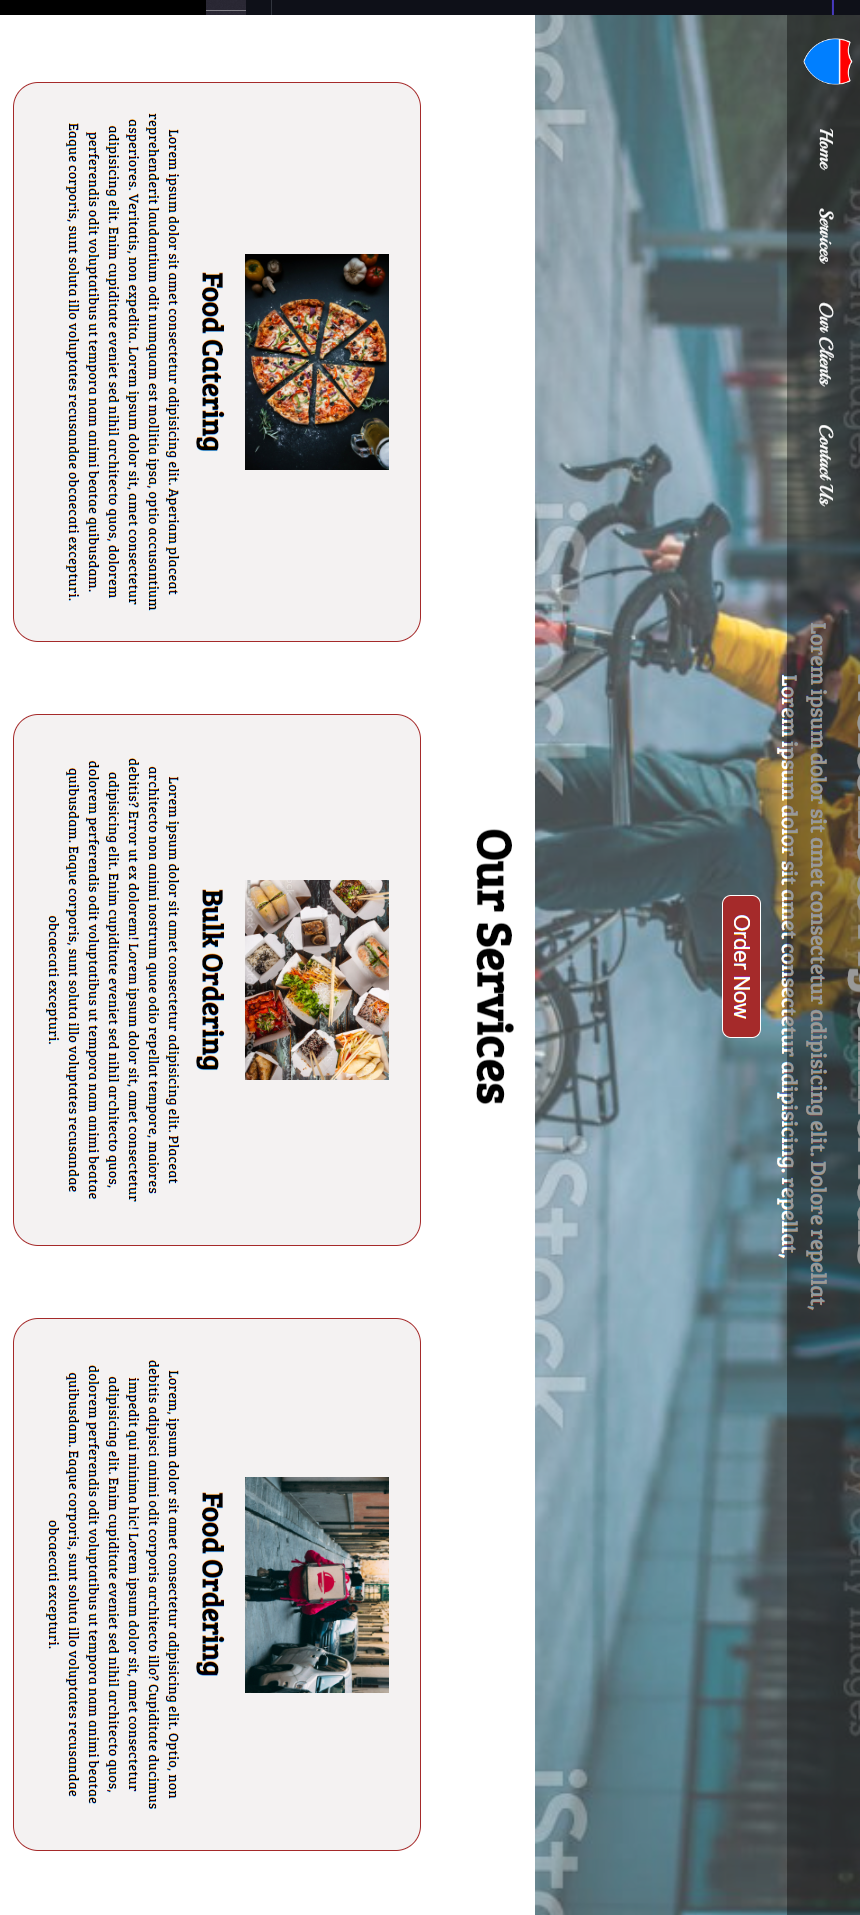 Home Services Our Clients Contact Us
Lorem ipsum dolor sit amet consectetur adipisicing elit. Dolore repellat,
Lorem ipsum dolor sit amet consectetur adipisicing. repellat,
Order Now
iStock
iStock
Our Services
Food Catering
Lorem ipsum dolor sit amet consectetur adipisicing elit. Aperiam placeat
reprehenderit laudantium odit numquam est mollitia ipsa, optio accusantium
asperiores. Veritatis, non expedita. Lorem ipsum dolor sit, amet consectetur
adipisicing elit. Enim cupiditate eveniet sed nihil architecto quos, dolorem
perferendis odit voluptatibus ut tempora nam animi beatae quibusdam.
Eaque corporis, sunt soluta illo voluptates recusandae obcaecati excepturi.
Bulk Ordering
Lorem ipsum dolor sit amet consectetur adipisicing elit. Placeat
architecto non animi nostrum quae odio repellat tempore, maiores
debitis? Error ut ex dolorem! Lorem ipsum dolor sit, amet consectetur
adipisicing elit. Enim cupiditate eveniet sed nihil architecto quos,
dolorem perferendis odit voluptatibus ut tempora nam animi beatae
quibusdam. Eaque corporis, sunt soluta illo voluptates recusandae
obcaecati excepturi.
Food Ordering
Lorem, ipsum dolor sit amet consectetur adipisicing elit. Optio, non
debitis adipisci animi odit corporis architecto illo? Cupiditate ducimus
impedit qui minima hic! Lorem ipsum dolor sit, amet consectetur
adipisicing elit. Enim cupiditate eveniet sed nihil architecto quos,
dolorem perferendis odit voluptatibus ut tempora nam animi beatae
quibusdam. Eaque corporis, sunt soluta illo voluptates recusandae
obcaecati excepturi.